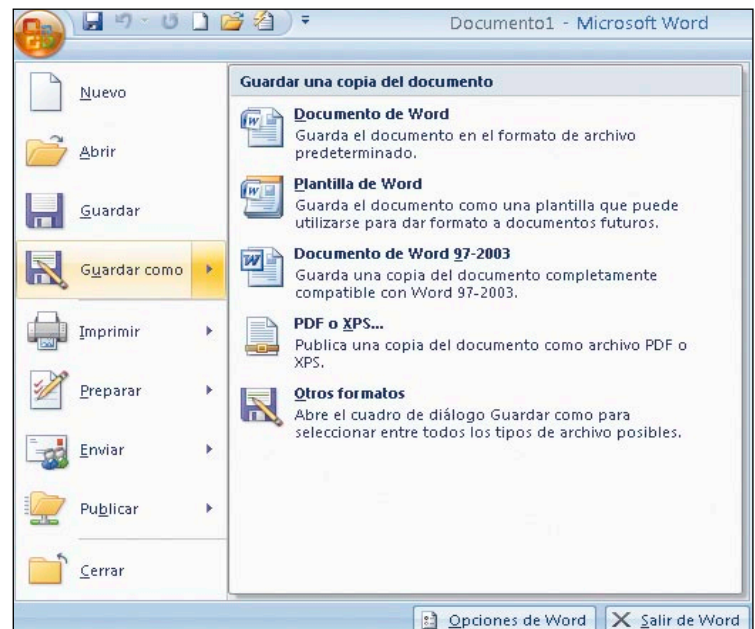 Documento1 - Microsoft Word
Nuevo
Abrir
Guardar
Guardar como
Imprimir
Preparar
Enviar
Publicar
Cerrar
Guardar una copia del documento
Documento de Word
Guarda el documento en el formato de archivo
predeterminado.
Plantilla de Word
Guarda el documento como una plantilla que puede
utilizarse para dar formato a documentos futuros.
Documento de Word 97-2003
Guarda una copia del documento completamente
compatible con Word 97-2003.
PDF o XPS...
Publica una copia del documento como archivo PDF o
XPS.
Otros formatos
Abre el cuadro de diálogo Guardar como para
seleccionar entre todos los tipos de archivo posibles.
Opciones de Word
Salir de Word